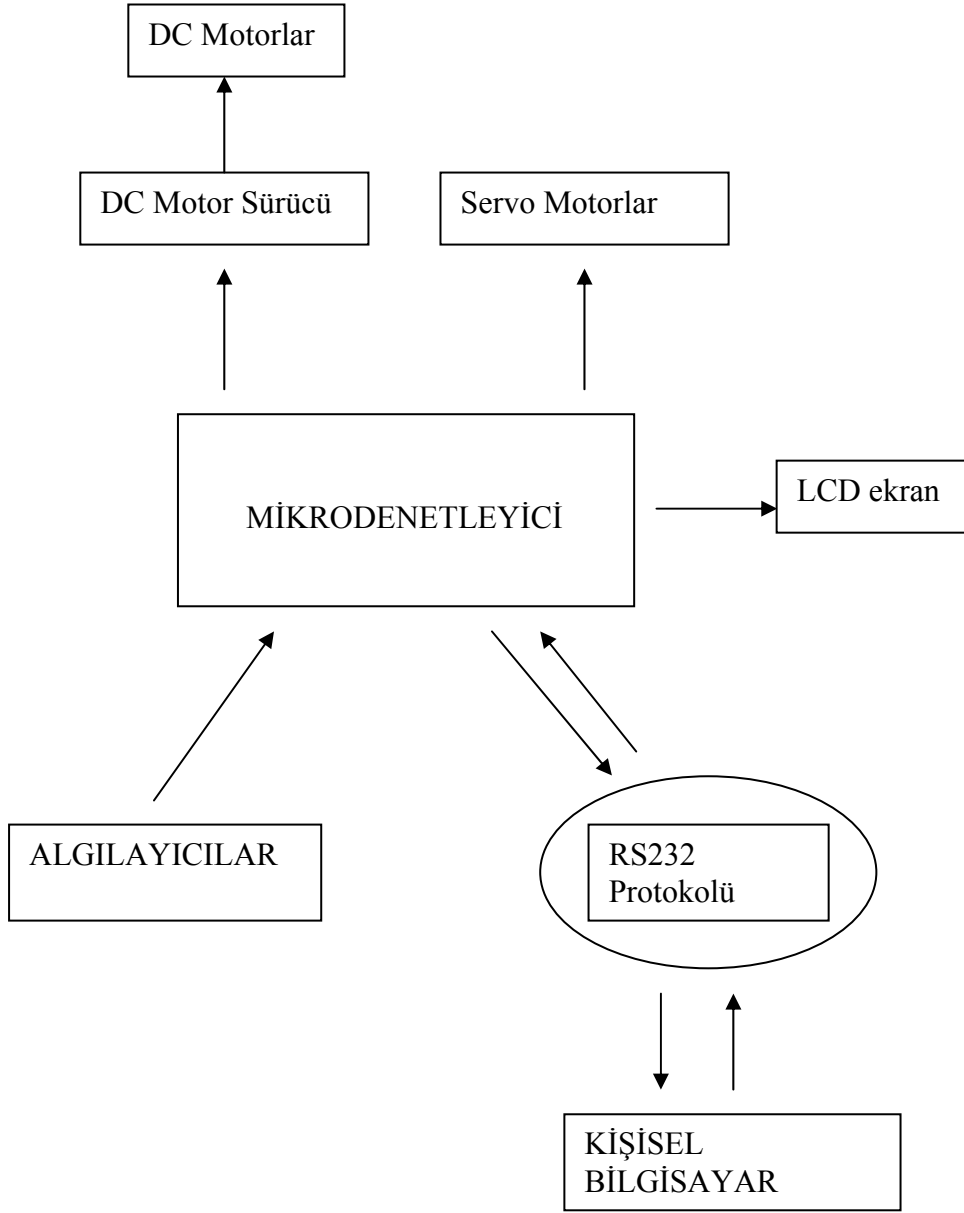 DC Motorlar
DC Motor Sürücü
Servo Motorlar
MİKRODENETLEYİCİ
LCD ekran
ALGILAYICILAR
RS232
Protokolü
KİŞİSEL
BİLGİSAYAR